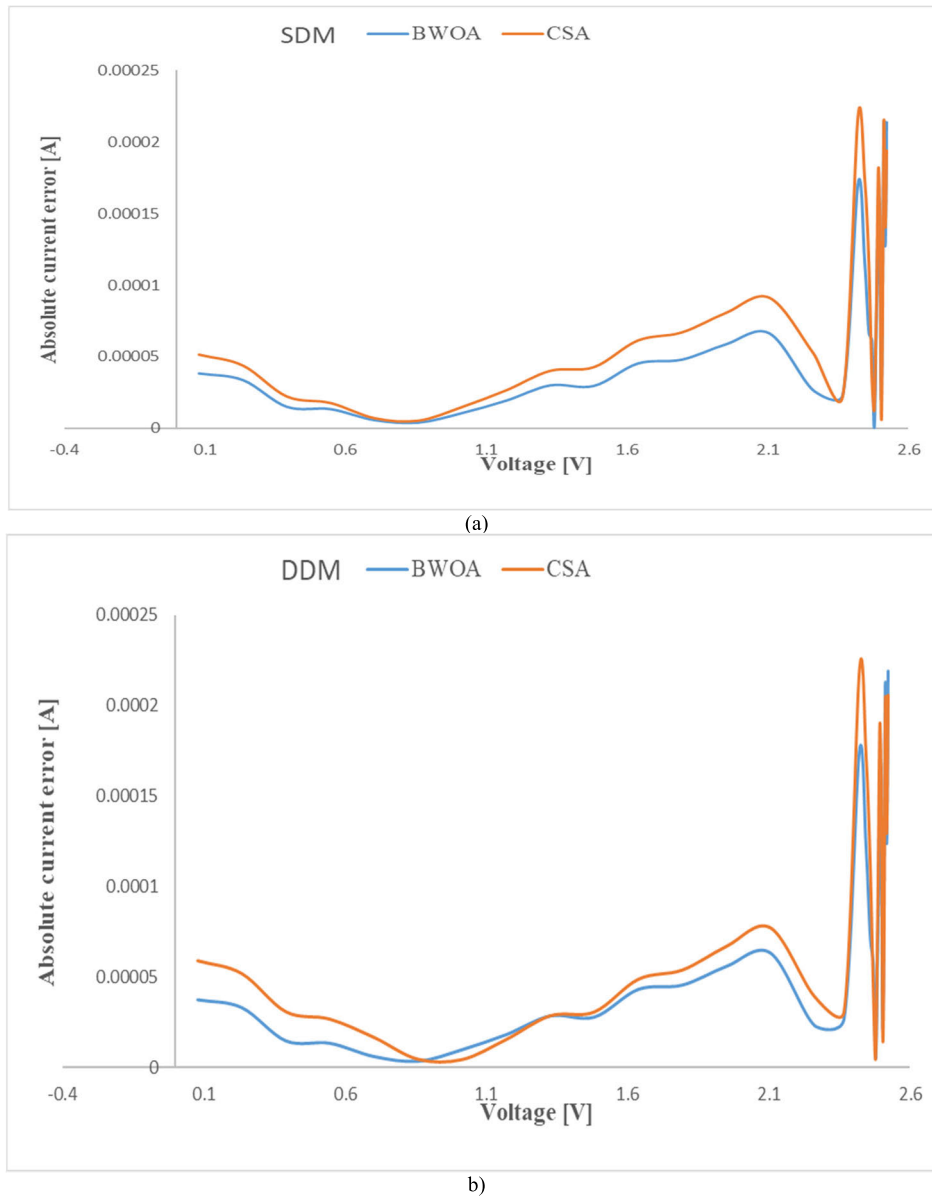 SDM BWOA CSA
0.00025
0.0002
0.00015
0.0001
0.00005
0
Absolute current error [A]
-0.4 0.1 0.6 1.1 1.6 2.1 2.6
Voltage [V]
(a)
DDM BWOA CSA
0.00025
0.0002
0.00015
0.0001
0.00005
0
Absolute current error [A]
-0.4 0.1 0.6 1.1 1.6 2.1 2.6
Voltage [V]
b)